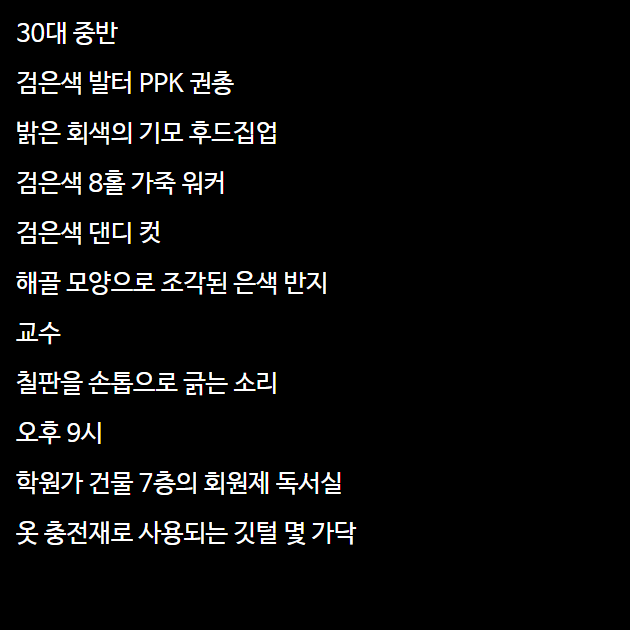 30대 중반
검은색 발터 PPK 권총
밝은 회색의 기모 후드집업
검은색 8홀 가죽 워커
검은색 댄디 컷
해골 모양으로 조각된 은색 반지
교수
칠판을 손톱으로 긁는 소리
오후 9시
학원가 건물 7층의 회원제 독서실
옷 충전재로 사용되는 깃털 몇 가닥